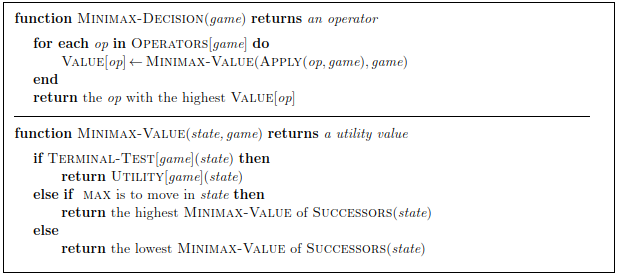 function MINIMAX-DECISION(game) returns an operator
for each op in OPERATORS[game] do
VALUE[op] ← MINIMAX-VALUE(APPLY(op, game), game)
end
return the op with the highest VALUE[op]
function MINIMAX-VALUE(state, game) returns a utility value
if TERMINAL-TEST[game](state) then
return UTILITY[game](state)
else if MAX is to move in state then
return the highest MINIMAX-VALUE of SUCCESSORS(state)
else
return the lowest MINIMAX-VALUE of SUCCESSORS(state)